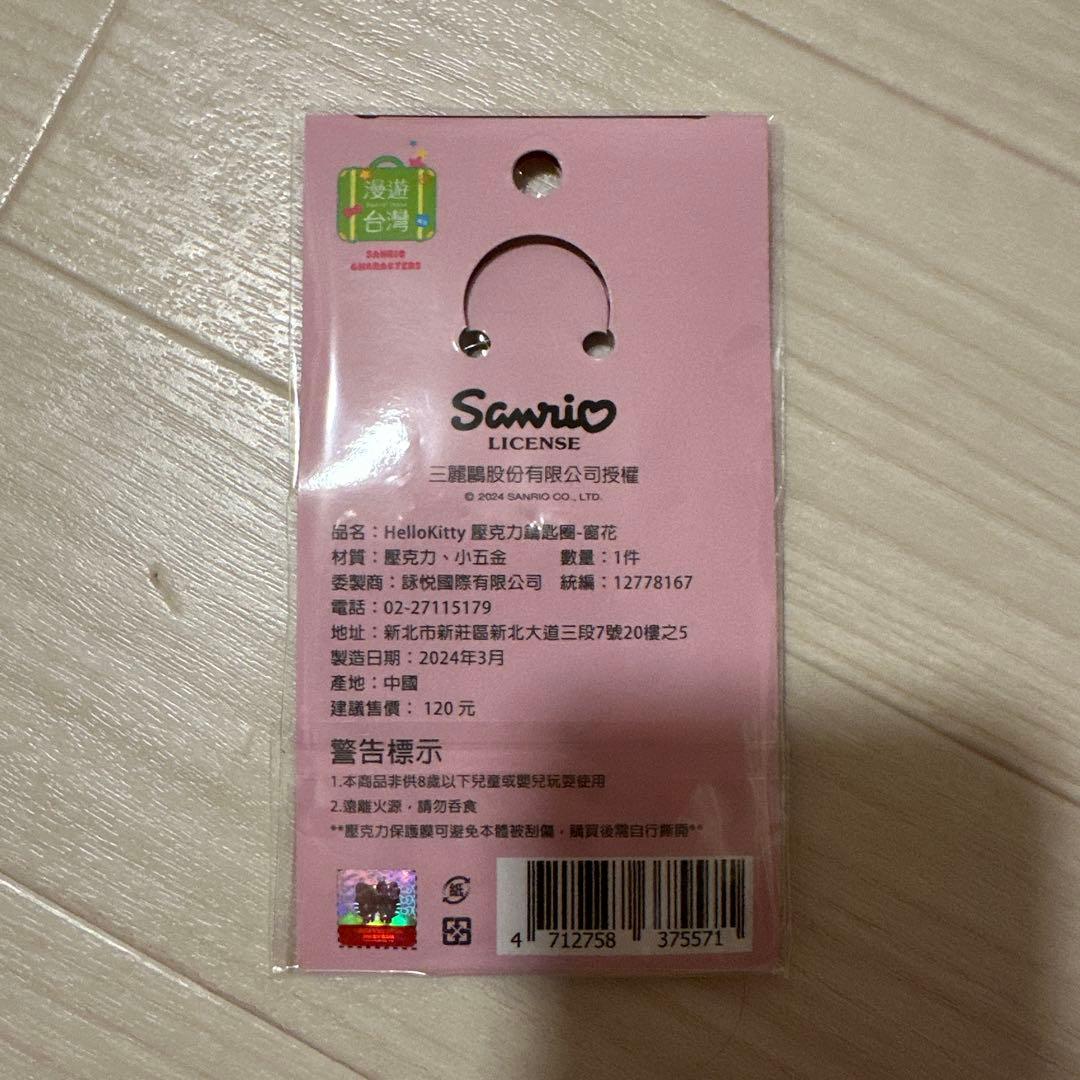 漫遊
台灣
SANRIO
CHARACTERS
Sanrio
LICENSE
三麗鷗股份有限公司授權
© 2024 SANRIO CO., LTD.
品名：HelloKitty 壓克力鑰匙圈-窗花
材質：壓克力、小五金 數量：1件
委製商：詠悅國際有限公司 統編：12778167
電話：02-27115179
地址：新北市新莊區新北大道三段7號20樓之5
製造日期：2024年3月
產地：中國
建議售價： 120 元
警告標示
1.本商品非供8歲以下兒童或嬰兒玩耍使用
2.遠離火源，請勿吞食
**壓克力保護膜可避免本體被刮傷，購買後需自行撕開**
紙
4 712758 375571